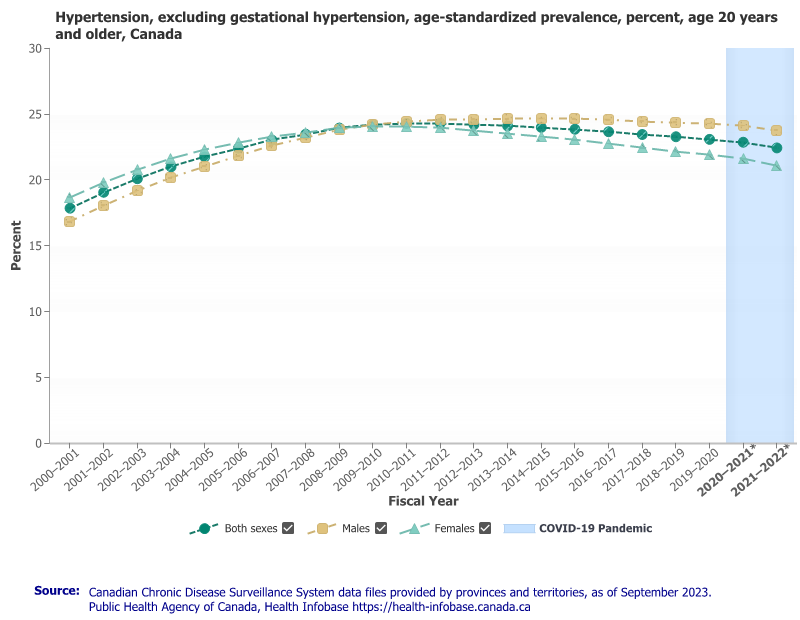 Hypertension, excluding gestational hypertension, age-standardized prevalence, percent, age 20 years
and older, Canada
30
25
20
15
10
5
0
Percent
2000–2001
2001–2002
2002–2003
2003–2004
2004–2005
2005–2006
2006–2007
2007–2008
2008–2009
2009–2010
2010–2011
2011–2012
2012–2013
2013–2014
2014–2015
2015–2016
2016–2017
2017–2018
2018–2019
2019–2020
2020–2021*
2021–2022*
Fiscal Year
Both sexes
Males
Females
COVID-19 Pandemic
Source: Canadian Chronic Disease Surveillance System data files provided by provinces and territories, as of September 2023.
Public Health Agency of Canada, Health Infobase https://health-infobase.canada.ca